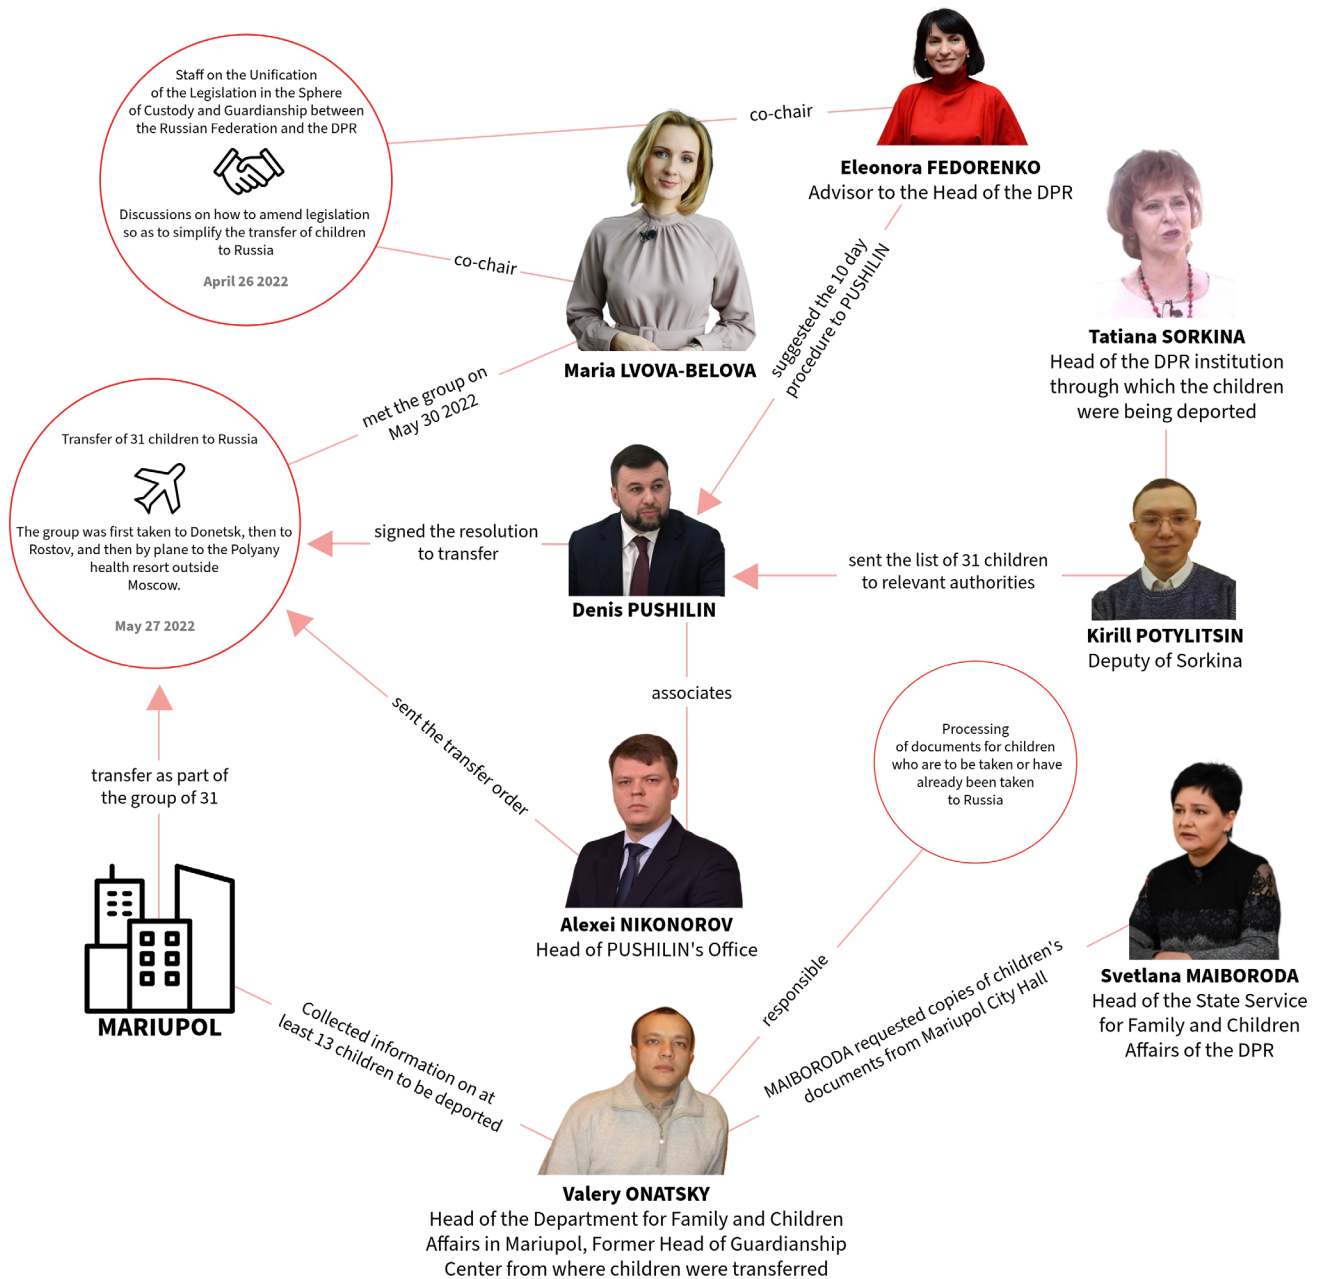 Staff on the Unification
of the Legislation in the Sphere
of Custody and Guardianship between
the Russian Federation and the DPR
Discussions on how to amend legislation
so as to simplify the transfer of children
to Russia
April 26 2022
co-chair
co-chair
Eleonora FEDORENKO
Advisor to the Head of the DPR
Maria LVOVA-BELOVA
suggested the 10 day
procedure to PUSHILIN
Tatiana SORKINA
Head of the DPR institution
through which the children
were being deported
met the group on
May 30 2022
Transfer of 31 children to Russia
The group was first taken to Donetsk, then to
Rostov, and then by plane to the Polyany
health resort outside
Moscow.
May 27 2022
signed the resolution
to transfer
Denis PUSHILIN
sent the list of 31 children
to relevant authorities
Kirill POTYLITSIN
Deputy of Sorkina
associates
sent the transfer order
transfer as part of
the group of 31
Alexei NIKONOROV
Head of PUSHILIN's Office
Processing
of documents for children
who are to be taken or have
already been taken
to Russia
MARIUPOL
Collected information on at
least 13 children to be deported
responsible
MAIBORODA requested copies of children's
documents from Mariupol City Hall
Svetlana MAIBORODA
Head of the State Service
for Family and Children
Affairs of the DPR
Valery ONATSKY
Head of the Department for Family and Children
Affairs in Mariupol, Former Head of Guardianship
Center from where children were transferred